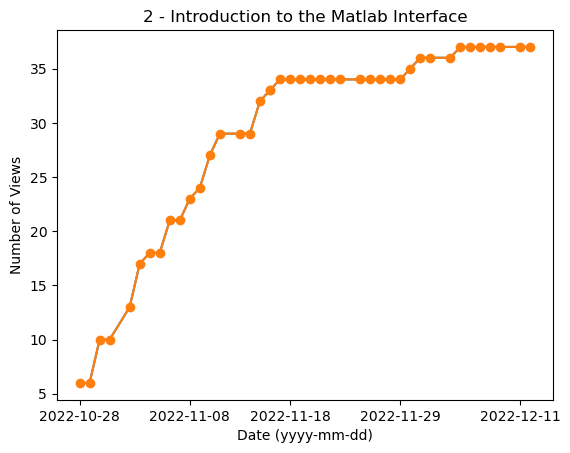 2 - Introduction to the Matlab Interface
Number of Views
35
30
25
20
15
10
5
2022-10-28 2022-11-08 2022-11-18 2022-11-29 2022-12-11
Date (yyyy-mm-dd)